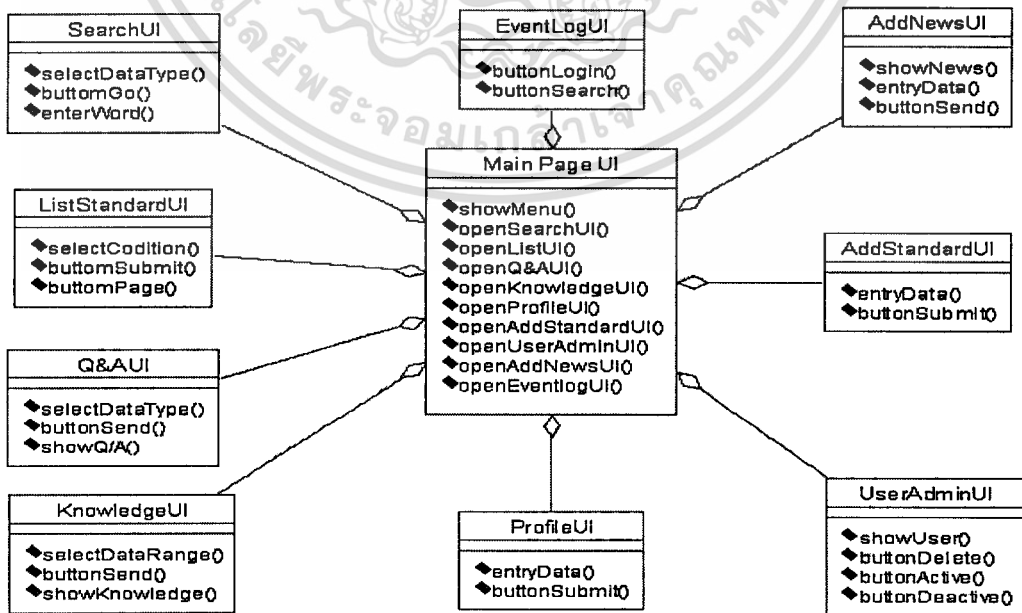 SearchUI
selectDataType()
buttomGo()
enterWord()
EventLogUI
buttonLogin()
buttonSearch()
AddNewsUI
showNews()
entryData()
buttonSend()
ListStandardUI
selectCodition()
buttomSubmit()
buttomPage()
Main Page UI
showMenu()
openSearchUI()
openListUI()
openQ&AUI()
openKnowledgeUI()
openProfileUI()
openAddStandardUI()
openUserAdminUI()
openAddNewsUI()
openEventlogUI()
AddStandardUI
entryData()
buttonSubmit()
Q&AUI
selectDataType()
buttonSend()
showQ/A()
KnowledgeUI
selectDataRange()
buttonSend()
showKnowledge()
ProfileUI
entryData()
buttonSubmit()
UserAdminUI
showUser()
buttonDelete()
buttonActive()
buttonDeactive()